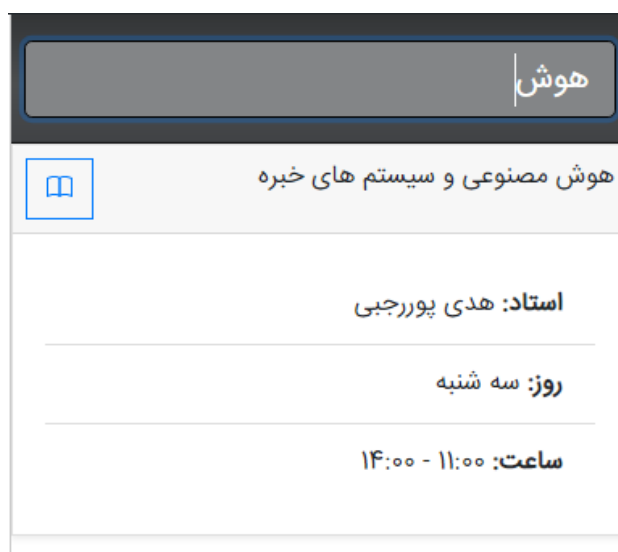 هوش
هوش مصنوعی و سیستم های خبره
استاد: هدی پوررجبی
روز: سه شنبه
ساعت: ۱۱:۰۰ - ۱۴:۰۰